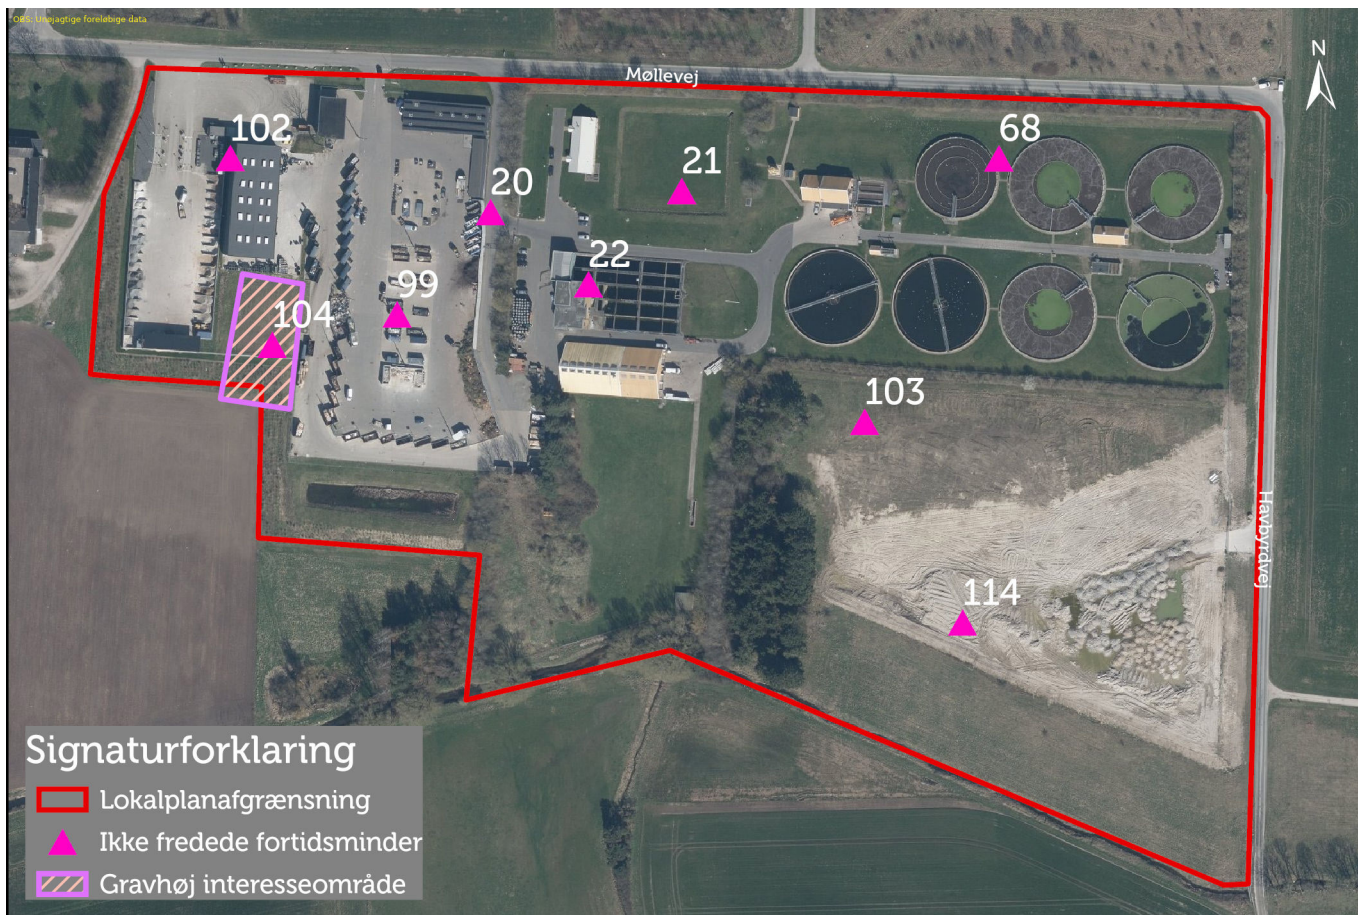 OBS: Unøjagtige foreløbige data
Møllevej
N
102
68
21
20
22
99
104
103
Havbyrdvej
114
Signaturforklaring
Lokalplanafgrænsning
Ikke fredede fortidsminder
Gravhøj interesseområde